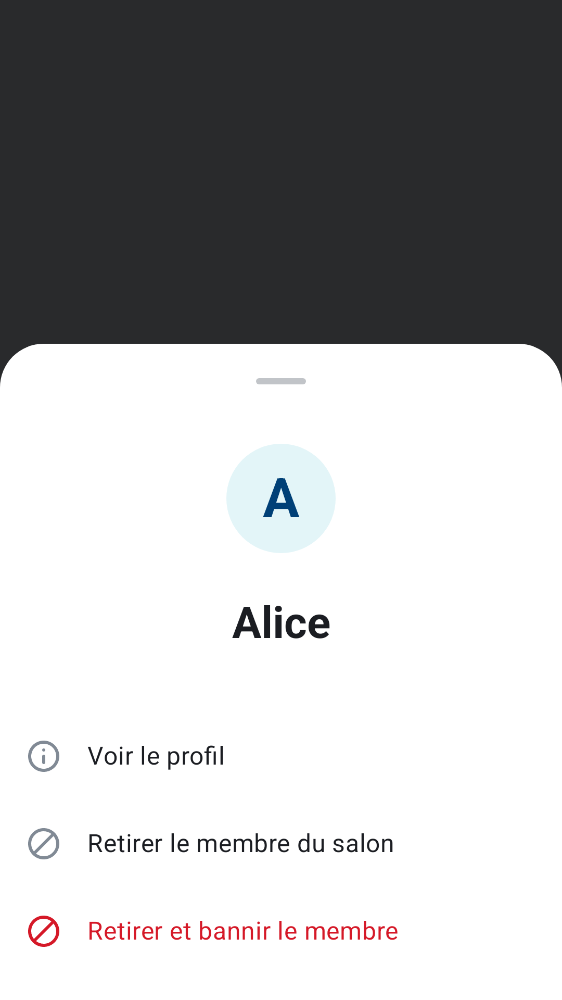 A
Alice
Voir le profil
Retirer le membre du salon
Retirer et bannir le membre